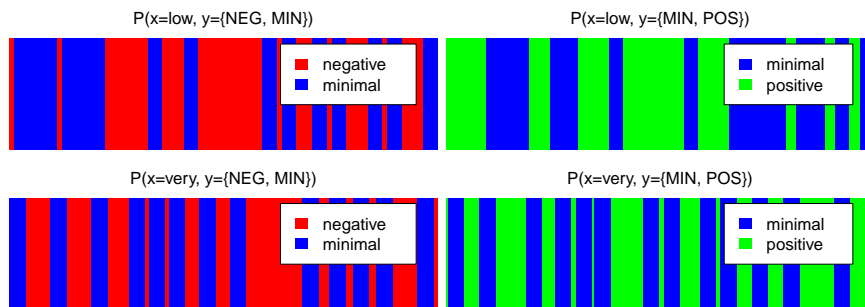 P(x=low, y={NEG, MIN})
negative
minimal
P(x=low, y={MIN, POS})
minimal
positive
P(x=very, y={NEG, MIN})
negative
minimal
P(x=very, y={MIN, POS})
minimal
positive